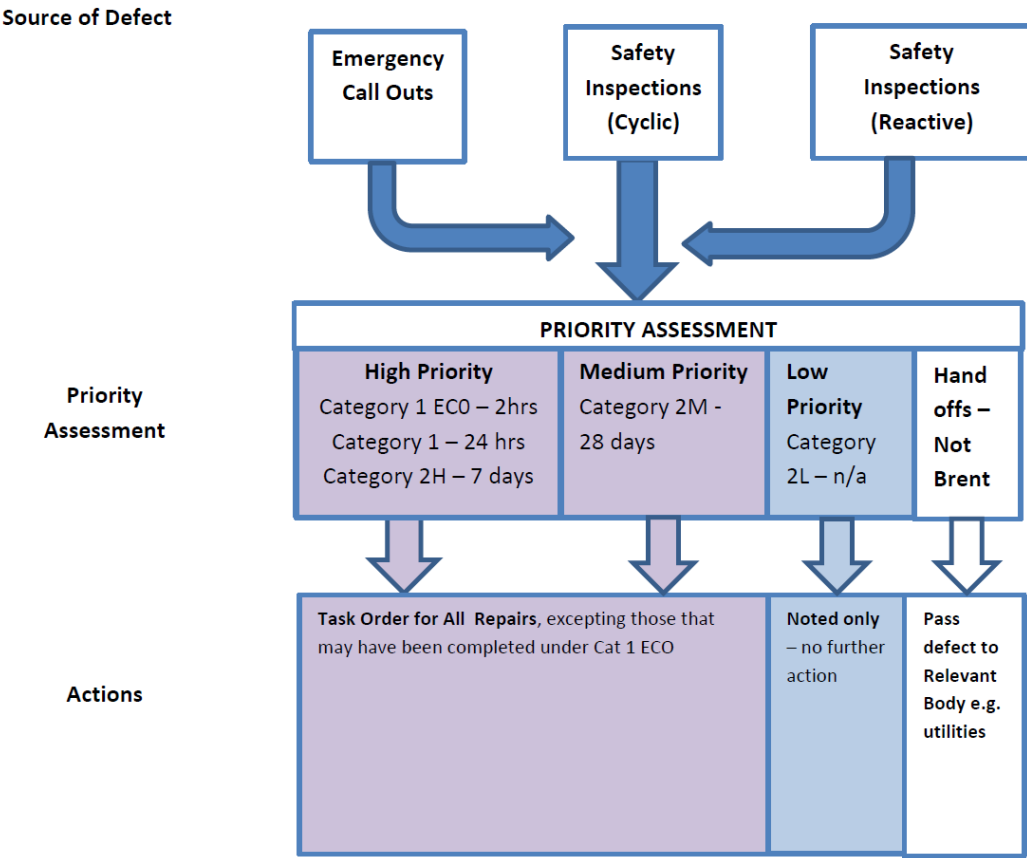 Source of Defect
Emergency
Call Outs
Safety
Inspections
(Cyclic)
Safety
Inspections
(Reactive)
PRIORITY ASSESSMENT
Priority
Assessment
High Priority
Category 1 EC0 – 2hrs
Category 1 – 24 hrs
Category 2H – 7 days
Medium Priority
Category 2M -
28 days
Low
Priority
Category
2L – n/a
Hand
offs –
Not
Brent
Actions
Task Order for All Repairs, excepting those that
may have been completed under Cat 1 ECO
Noted only
– no further
action
Pass
defect to
Relevant
Body e.g.
utilities